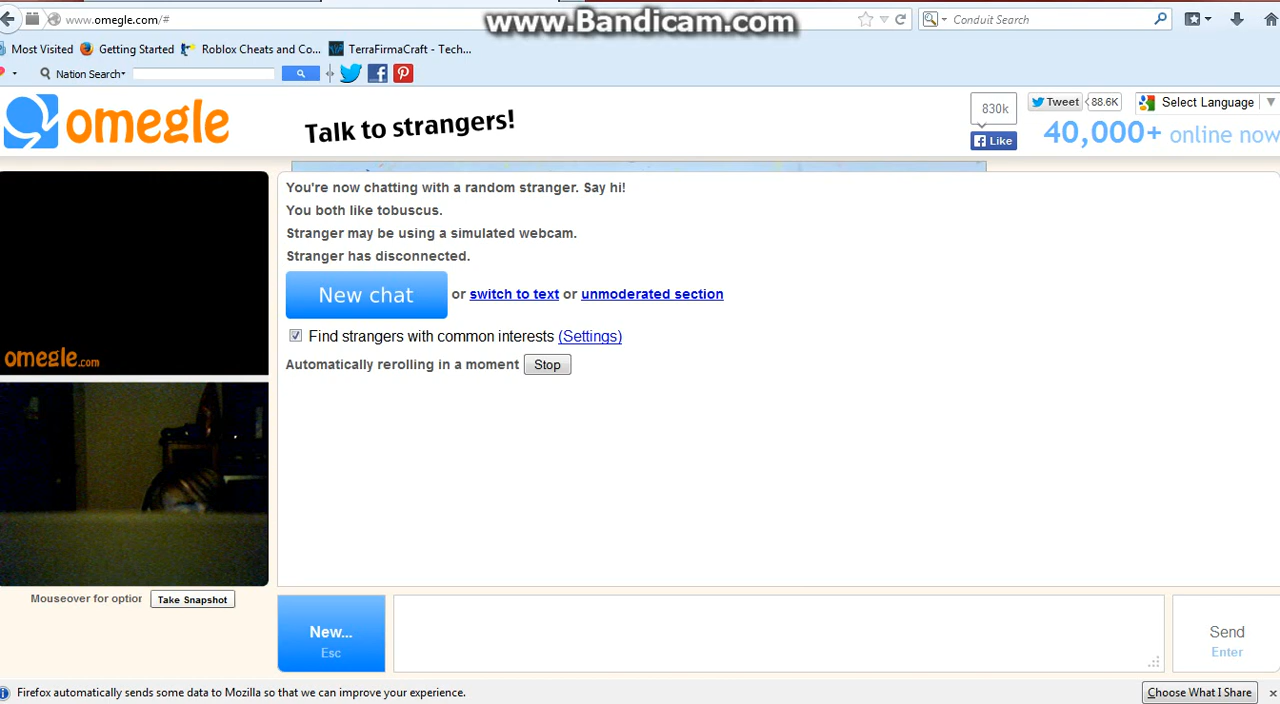 www.Bandicam.com
www.omegle.com/#
Conduit Search
Most Visited Getting Started Roblox Cheats and Co... TerraFirmaCraft - Tech...
Nation Search
omegle
Talk to strangers!
830k
Like
Tweet 88.6K
Select Language
40,000+ online now
You're now chatting with a random stranger. Say hi!
You both like tobuscus.
Stranger may be using a simulated webcam.
Stranger has disconnected.
New chat or switch to text or unmoderated section
Find strangers with common interests (Settings)
Automatically rerolling in a moment Stop
omegle.com
Mouseover for option Take Snapshot
New...
Esc
Send
Enter
Firefox automatically sends some data to Mozilla so that we can improve your experience.
Choose What I Share